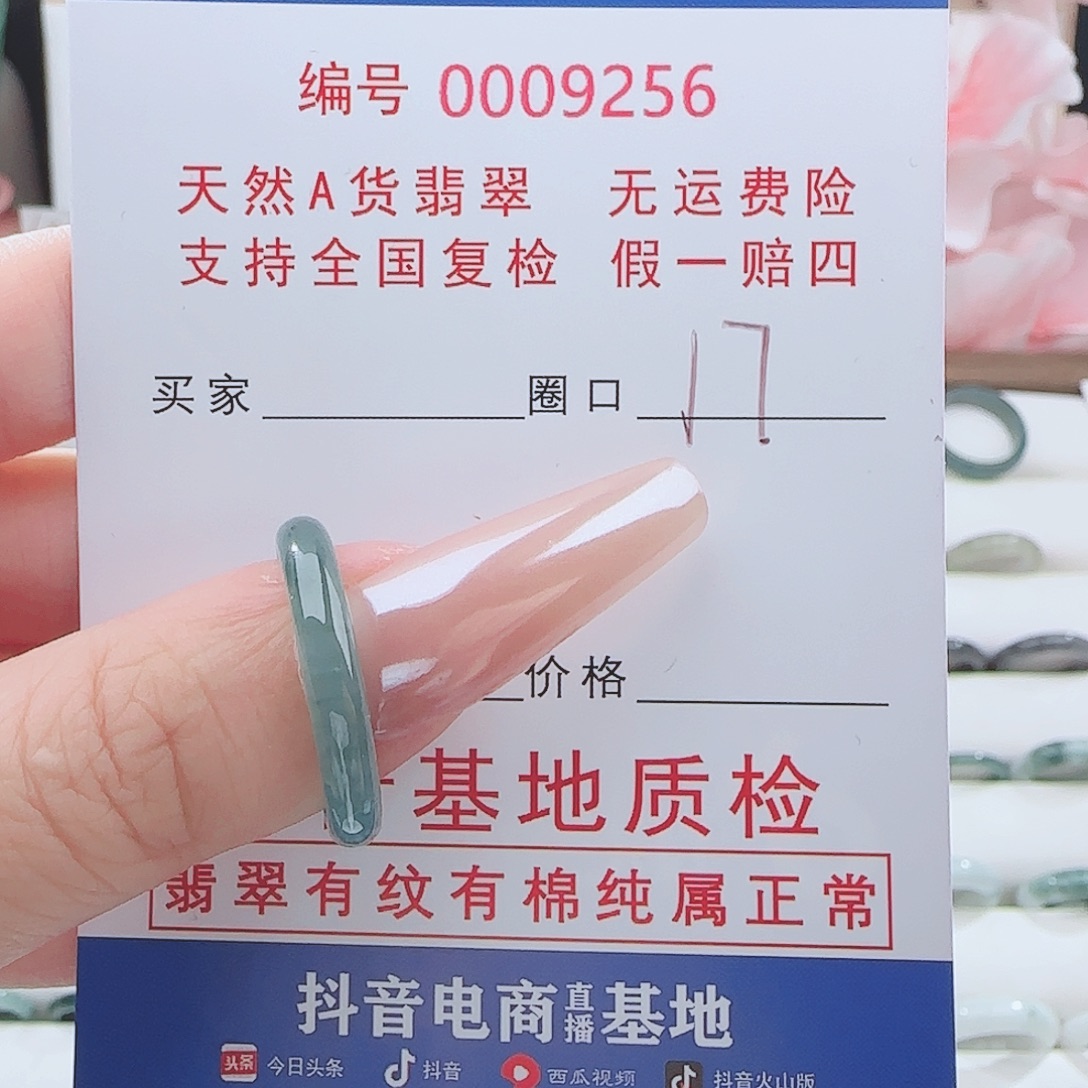 编号 0009256
天然A货翡翠 无运费险
支持全国复检 假一赔四
买家 圈口 17
价格
基地质检
翡翠有纹有棉纯属正常
抖音电商直播基地
今日头条 抖音 西瓜视频 抖音火山版
头条